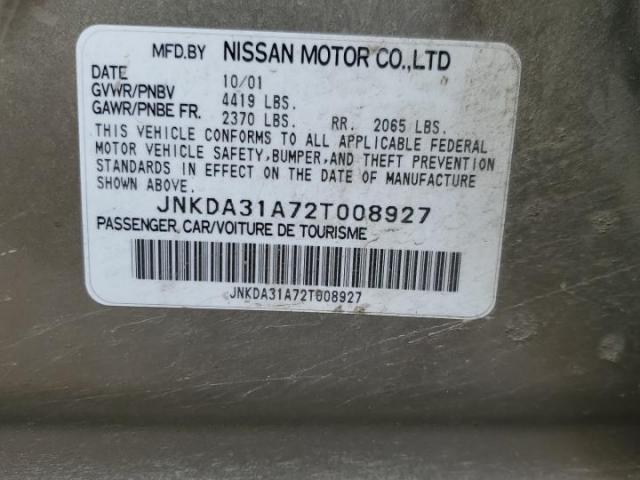 MFD.BY NISSAN MOTOR CO.,LTD
DATE 10/01
GVWR/PNBV 4419 LBS.
GAWR/PNBE FR. 2370 LBS. RR. 2065 LBS.
THIS VEHICLE CONFORMS TO ALL APPLICABLE FEDERAL
MOTOR VEHICLE SAFETY, BUMPER, AND THEFT PREVENTION
STANDARDS IN EFFECT ON THE DATE OF MANUFACTURE
SHOWN ABOVE.
JNKDA31A72T008927
PASSENGER CAR/VOITURE DE TOURISME
JNKDA31A72T008927